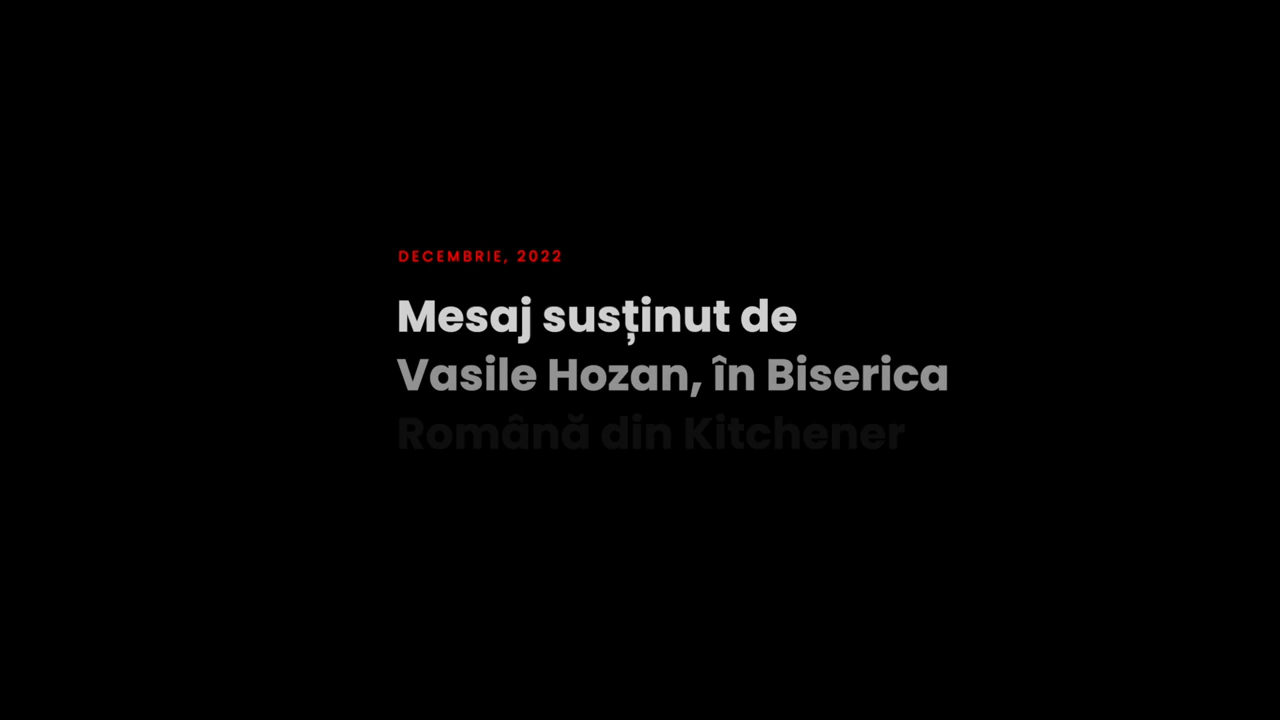 DECEMBRIE, 2022
Mesaj susținut de
Vasile Hozan, în Biserica
Română din Kitchener